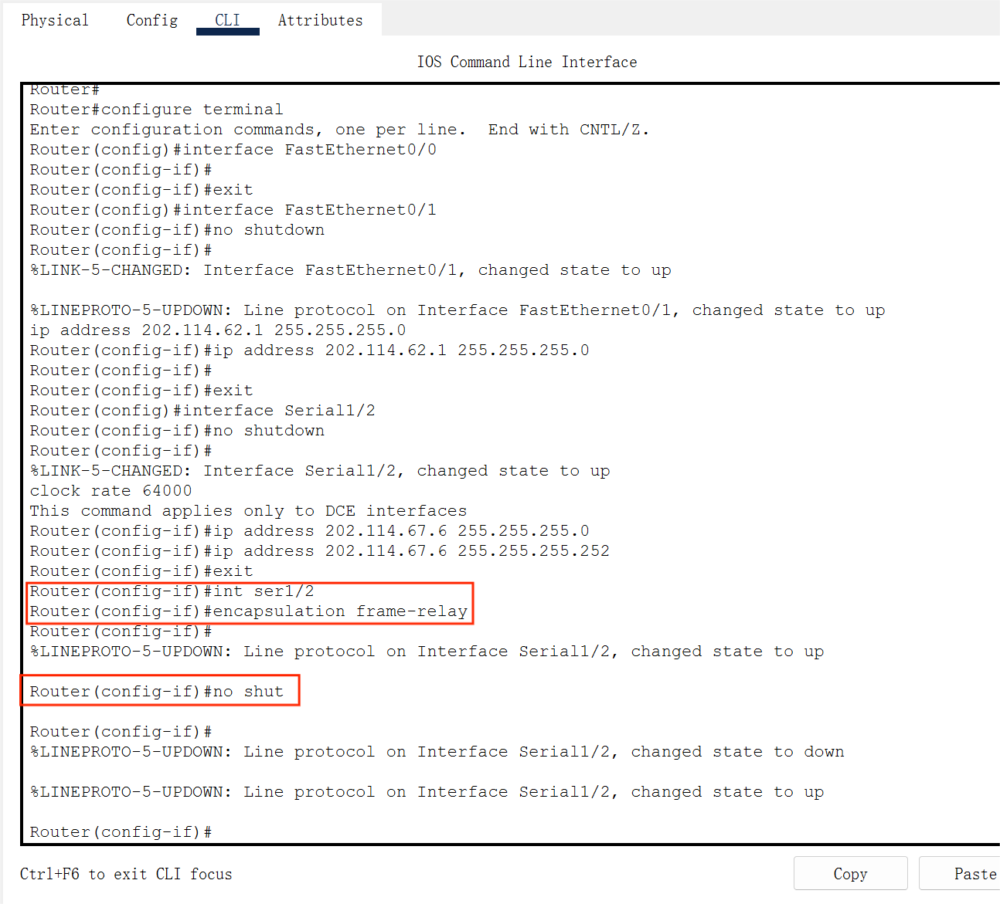 Physical Config CLI Attributes
IOS Command Line Interface
Router#
Router#configure terminal
Enter configuration commands, one per line.  End with CNTL/Z.
Router(config)#interface FastEthernet0/0
Router(config-if)#
Router(config-if)#exit
Router(config)#interface FastEthernet0/1
Router(config-if)#no shutdown
Router(config-if)#
%LINK-5-CHANGED: Interface FastEthernet0/1, changed state to up
%LINEPROTO-5-UPDOWN: Line protocol on Interface FastEthernet0/1, changed state to up
ip address 202.114.62.1 255.255.255.0
Router(config-if)#ip address 202.114.62.1 255.255.255.0
Router(config-if)#
Router(config-if)#exit
Router(config)#interface Serial1/2
Router(config-if)#no shutdown
Router(config-if)#
%LINK-5-CHANGED: Interface Serial1/2, changed state to up
clock rate 64000
This command applies only to DCE interfaces
Router(config-if)#ip address 202.114.67.6 255.255.255.0
Router(config-if)#ip address 202.114.67.6 255.255.255.252
Router(config-if)#exit
Router(config-if)#int ser1/2
Router(config-if)#encapsulation frame-relay
Router(config-if)#
%LINEPROTO-5-UPDOWN: Line protocol on Interface Serial1/2, changed state to up
Router(config-if)#no shut
Router(config-if)#
%LINEPROTO-5-UPDOWN: Line protocol on Interface Serial1/2, changed state to down
%LINEPROTO-5-UPDOWN: Line protocol on Interface Serial1/2, changed state to up
Router(config-if)#
Ctrl+F6 to exit CLI focus Copy Paste